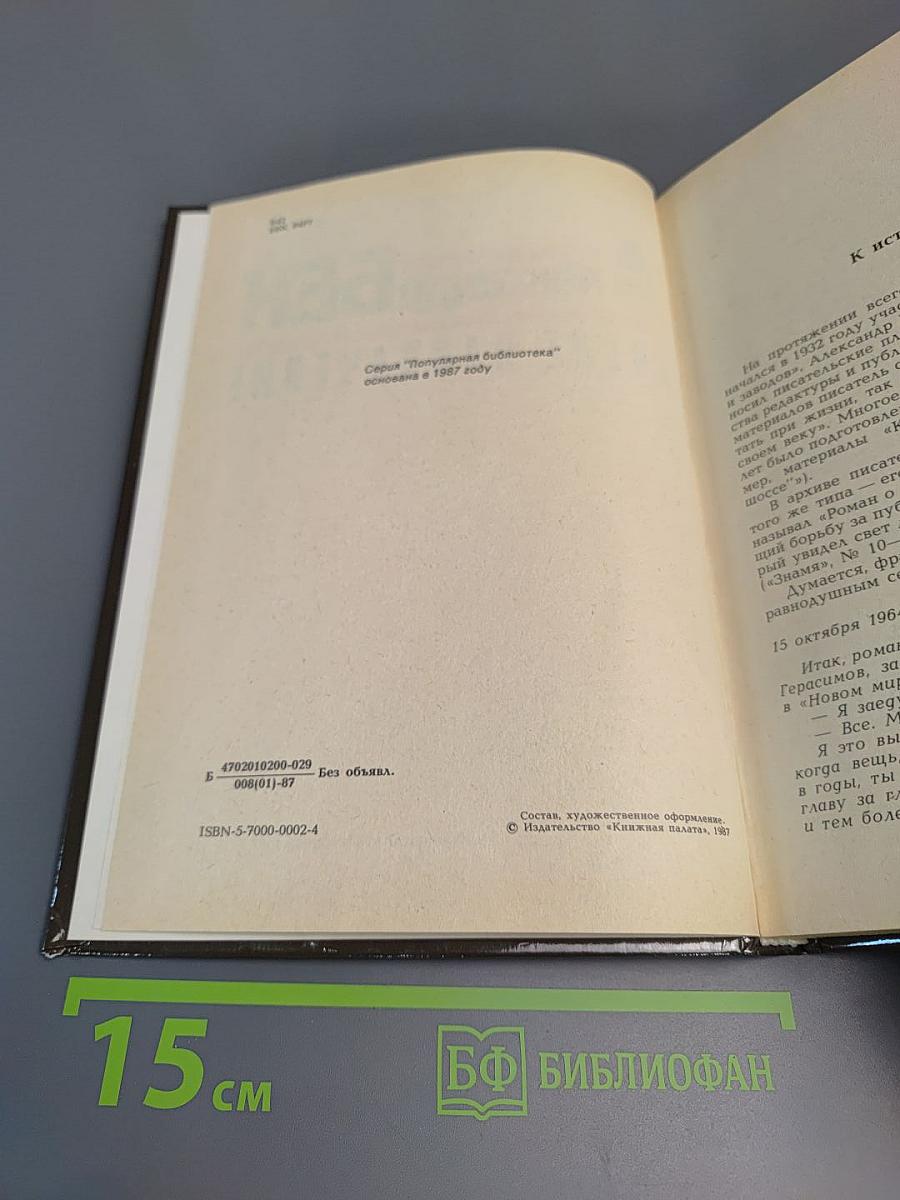 Серия "Популярная библиотека"
основана в 1987 году
Б 4702010200-029
008(01)-87 Без объявл.
ISBN-5-7000-0002-4
Состав, художественное оформление.
© Издательство «Книжная палата», 1987
К ист
На протяжении всег
начался в 1932 году учас
и заводов», Александр
носил писательские пл
ства редактуры и публ
материалов писатель с
тать при жизни, так
своем веку». Многое
лет было подготовле
мер, материалы «К
шоссе"»).
В архиве писате
того же типа — его
называл «Роман о
щий борьбу за пуб
рый увидел свет
(«Знамя», № 10—
Думается, фр
равнодушным се
15 октября 1964
Итак, роман
Герасимов, за
в «Новом мир
— Я заеду
— Все. М
Я это вы
когда вещь,
в годы, ты
главу за гл
и тем боле
15 см
БФ БИБЛИОФАН